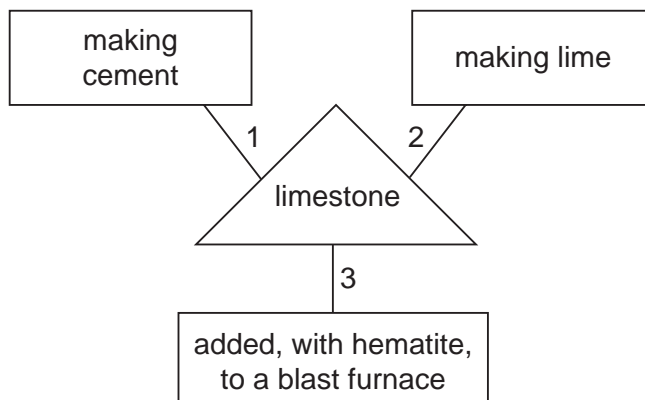 making
cement
making lime
1
2
limestone
3
added, with hematite,
to a blast furnace